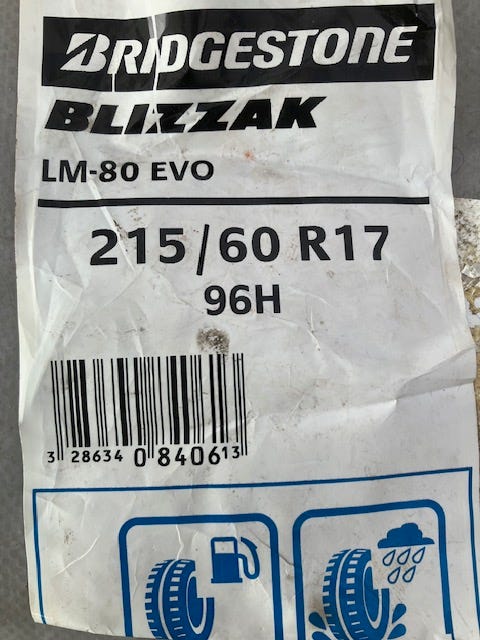 BRIDGESTONE
BLIZZAK
LM-80 EVO
215/60 R17
96H
3 28634 084061 3